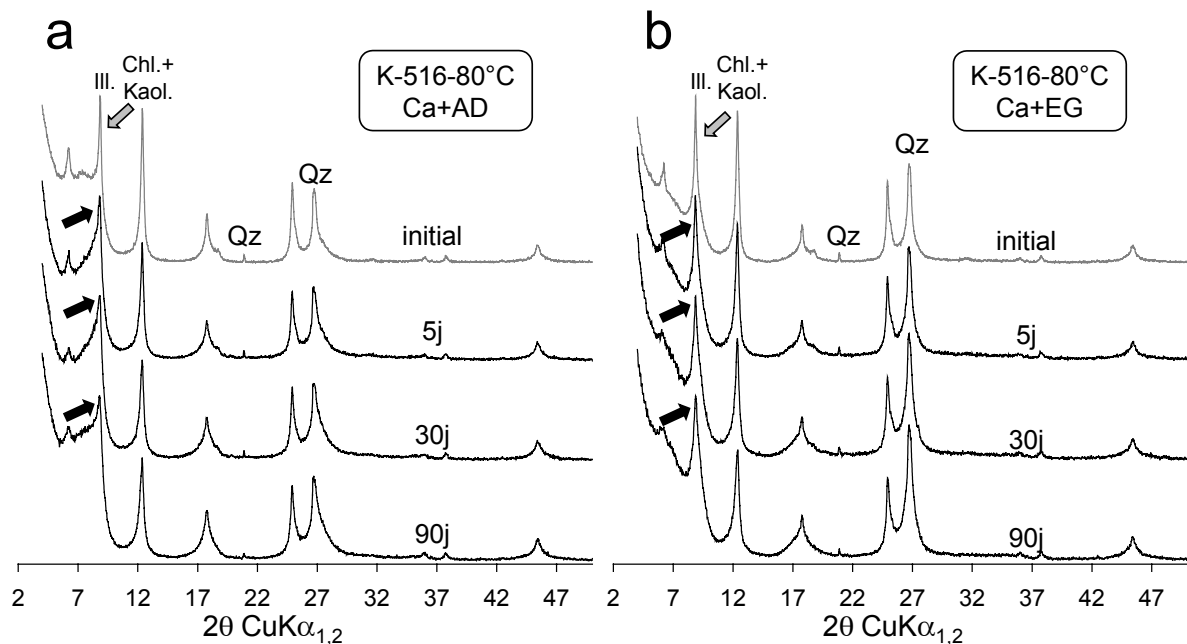 a
Ill.
Chl.+
Kaol.
K-516-80°C
Ca+AD
Qz
Qz
initial
5j
30j
90j
2 7 12 17 22 27 32 37 42 47
2θ CuKα1,2
b
Ill.
Chl.+
Kaol.
K-516-80°C
Ca+EG
Qz
Qz
initial
5j
30j
90j
2 7 12 17 22 27 32 37 42 47
2θ CuKα1,2